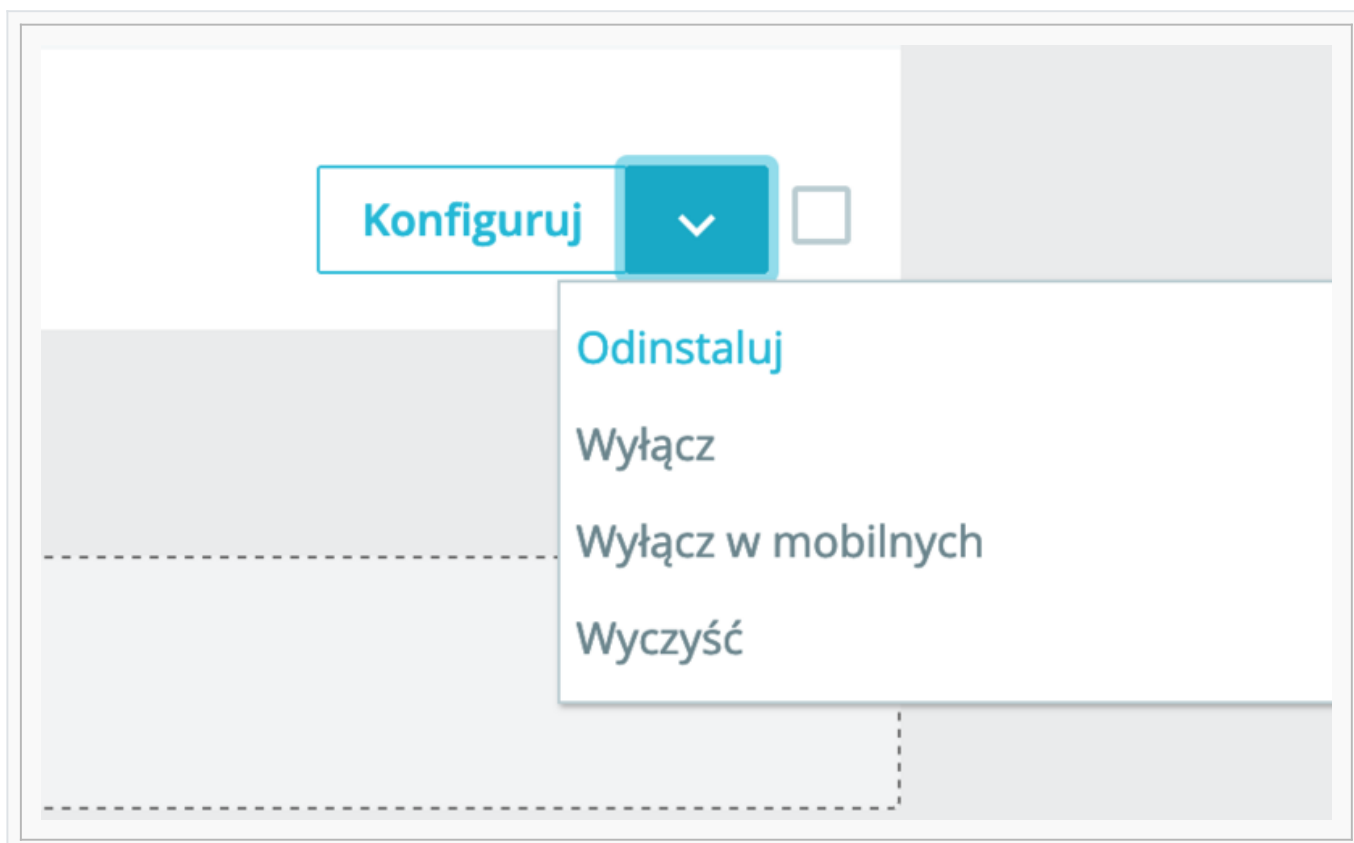 Konfiguruj
Odinstaluj
Wyłącz
Wyłącz w mobilnych
Wyczyść